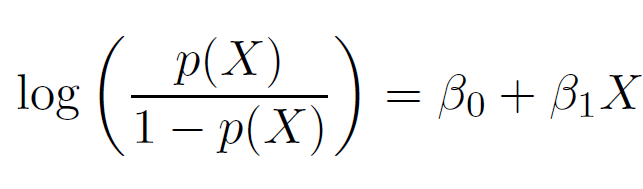 log ( p(X) / 1 − p(X) ) = β₀ + β₁X